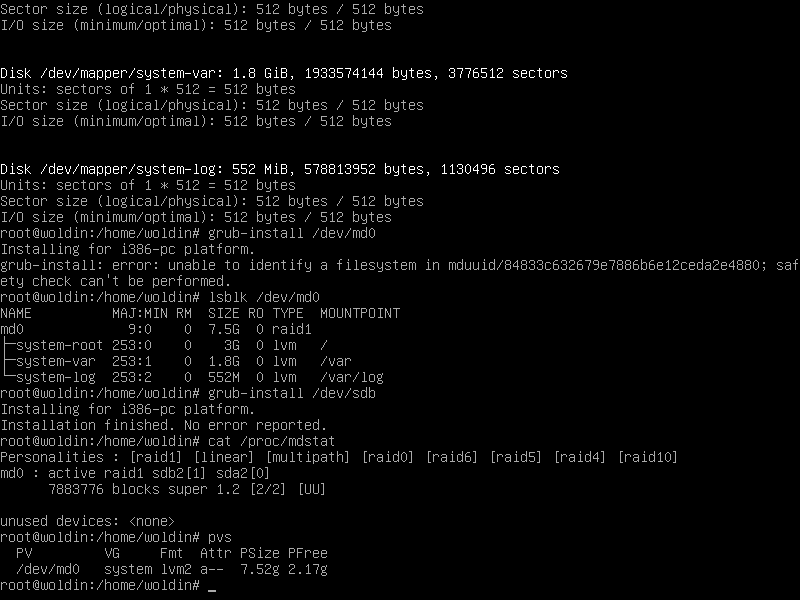 Sector size (logical/physical): 512 bytes / 512 bytes
I/O size (minimum/optimal): 512 bytes / 512 bytes
Disk /dev/mapper/system-var: 1.8 GiB, 1933574144 bytes, 3776512 sectors
Units: sectors of 1 * 512 = 512 bytes
Sector size (logical/physical): 512 bytes / 512 bytes
I/O size (minimum/optimal): 512 bytes / 512 bytes
Disk /dev/mapper/system-log: 552 MiB, 578813952 bytes, 1130496 sectors
Units: sectors of 1 * 512 = 512 bytes
Sector size (logical/physical): 512 bytes / 512 bytes
I/O size (minimum/optimal): 512 bytes / 512 bytes
root@woldin:/home/woldin# grub-install /dev/md0
Installing for i386-pc platform.
grub-install: error: unable to identify a filesystem in mduuid/84833c632679e7886b6e12ceda2e4880; saf
ety check can't be performed.
root@woldin:/home/woldin# lsblk /dev/md0
NAME          MAJ:MIN RM  SIZE RO TYPE  MOUNTPOINT
md0             9:0    0  7.5G  0 raid1
├─system-root 253:0    0    3G  0 lvm   /
├─system-var  253:1    0  1.8G  0 lvm   /var
└─system-log  253:2    0  552M  0 lvm   /var/log
root@woldin:/home/woldin# grub-install /dev/sdb
Installing for i386-pc platform.
Installation finished. No error reported.
root@woldin:/home/woldin# cat /proc/mdstat
Personalities : [raid1] [linear] [multipath] [raid0] [raid6] [raid5] [raid4] [raid10]
md0 : active raid1 sdb2[1] sda2[0]
      7883776 blocks super 1.2 [2/2] [UU]
unused devices: <none>
root@woldin:/home/woldin# pvs
  PV         VG     Fmt  Attr PSize PFree
  /dev/md0   system lvm2 a--  7.52g 2.17g
root@woldin:/home/woldin# _